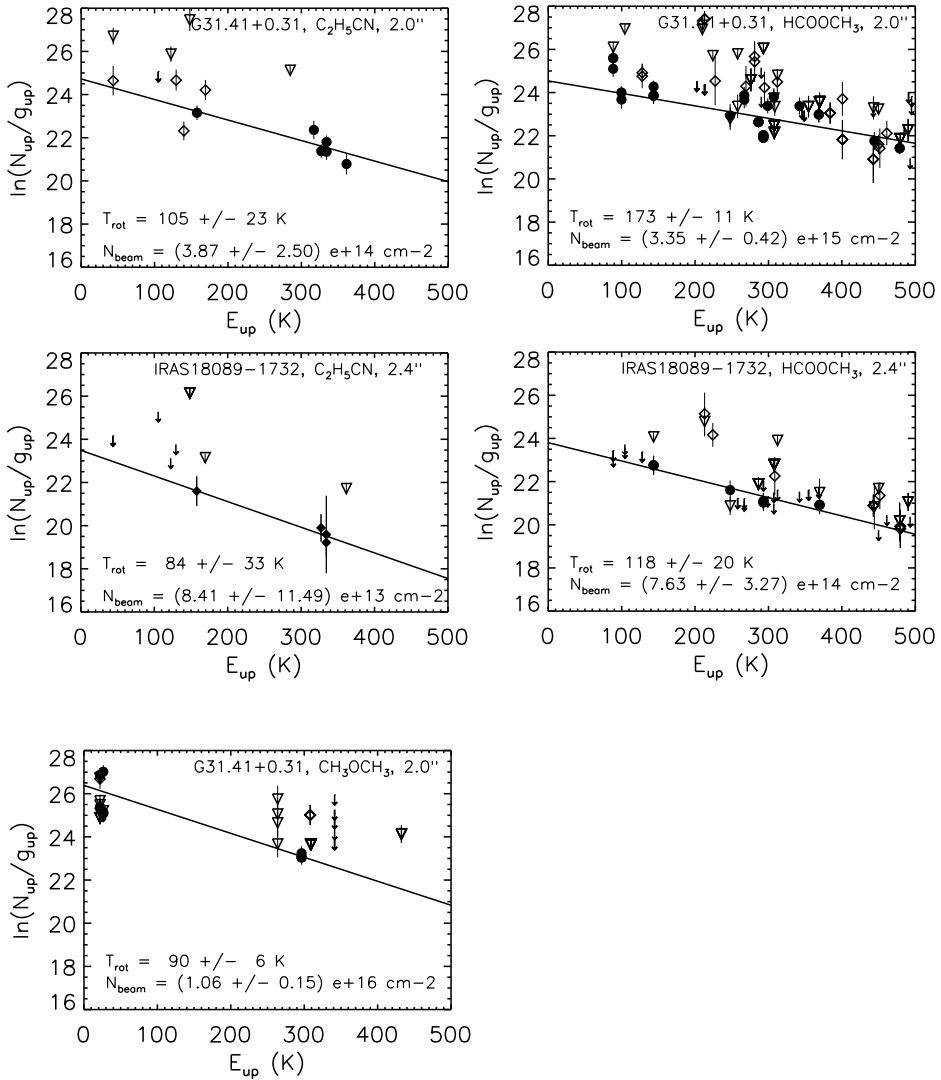 G31.41+0.31, C₂H₅CN, 2.0"
28
26
24
22
20
18
16
ln(Nup/gup)
Trot = 105 +/- 23 K
Nbeam = (3.87 +/- 2.50) e+14 cm-2
0 100 200 300 400 500
Eup (K)
G31.41+0.31, HCOOCH₃, 2.0"
28
26
24
22
20
18
16
ln(Nup/gup)
Trot = 173 +/- 11 K
Nbeam = (3.35 +/- 0.42) e+15 cm-2
0 100 200 300 400 500
Eup (K)
IRAS18089-1732, C₂H₅CN, 2.4"
28
26
24
22
20
18
16
ln(Nup/gup)
Trot = 84 +/- 33 K
Nbeam = (8.41 +/- 11.49) e+13 cm-2
0 100 200 300 400 500
Eup (K)
IRAS18089-1732, HCOOCH₃, 2.4"
28
26
24
22
20
18
16
ln(Nup/gup)
Trot = 118 +/- 20 K
Nbeam = (7.63 +/- 3.27) e+14 cm-2
0 100 200 300 400 500
Eup (K)
G31.41+0.31, CH₃OCH₃, 2.0"
28
26
24
22
20
18
16
ln(Nup/gup)
Trot = 90 +/- 6 K
Nbeam = (1.06 +/- 0.15) e+16 cm-2
0 100 200 300 400 500
Eup (K)